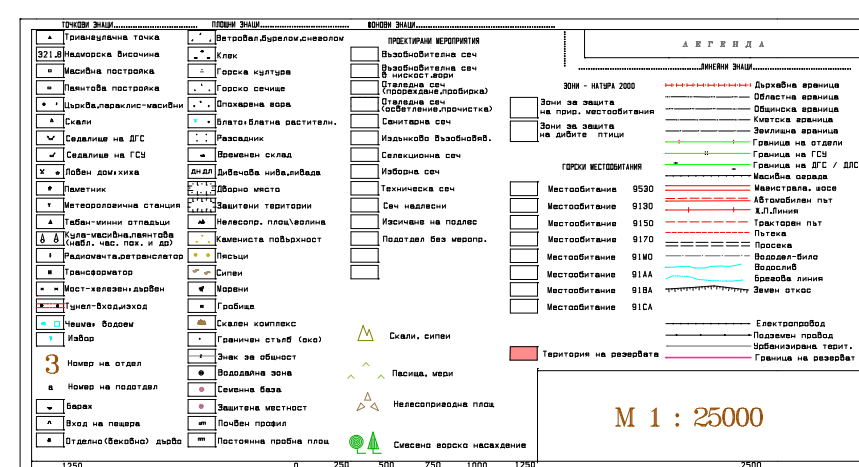 ТОЧКОВИ ЗНАЦИ
Триангулачна точка
321.8 Надморска височина
Масивна постройка
Паянтова постройка
Църква,параклис-масивни
Скали
Седалище на ДГС
Седалище на ГСУ
Ловен дом;хижа
Паметник
Метеорологична станция
Табан-минни отпадъци
Кула-масивна,паянтова
(набл. час. пох. и др)
Радиомачта,ретранслатор
Трансформатор
Мост-железен;дървен
Тунел-вход,изход
Чешма; Водоем
Извор
3 Номер на отдел
а Номер на подотдел
Барах
Вход на пещера
Отделно(вековно) дърво
ПЛОЩНИ ЗНАЦИ
Ветровал,бурелом,снеголом
Клек
Горска култура
Горско сечище
Опожарена гора
Блато;блатна растителн.
Разсадник
Временен склад
ДН ДЛ Дивечова нива,ливада
Дворно място
Защитени територии
Нелесопр. площ\голина
Камениста повърхност
Пясъци
Сипеи
Морени
Гробище
Скален комплекс
Граничен стълб (око)
Знак за общност
Вододайна зона
Семенна база
Защитена местност
Почвен профил
Постоянна пробна площ
ФОНОВИ ЗНАЦИ
ПРОЕКТИРАНИ МЕРОПРИЯТИЯ
Възобновителна сеч
Възобновителна сеч
в нискост.гори
Отгледна сеч
(прореждане,пробирка)
Отгледна сеч
(осветление,прочистка)
Санитарна сеч
Издънково възобновяв.
Селекционна сеч
Изборна сеч
Техническа сеч
Сеч надлесни
Изсичане на подлес
Подотдел без меропр.
Скали, сипеи
Пасища, мери
Нелесопригодна площ
Смесено горско насаждение
ЗОНИ - НАТУРА 2000
Зони за защита
на прир. местообитания
Зони за защита
на дивите птици
ГОРСКИ МЕСТООБИТАНИЯ
Местообитание 9530
Местообитание 9130
Местообитание 9150
Местообитание 9170
Местообитание 91M0
Местообитание 91AA
Местообитание 91BA
Местообитание 91CA
Територия на резервата
ЛЕГЕНДА
ЛИНЕЙНИ ЗНАЦИ
Държавна граница
Областна граница
Общинска граница
Кметска граница
Землищна граница
Граница на отдели
Граница на ГСУ
Граница на ДГС / ДЛС
Масивна ограда
Магистрала, шосе
Автомобилен път
Ж.П.Линия
Тракторен път
Пътека
Просека
Вододел-било
Водослив
Брегова линия
Земен откос
Електропровод
Подземен провод
Урбанизирана терит.
Граница на резерват
М 1 : 25000
1250 0 250 500 750 1000 1250 2500